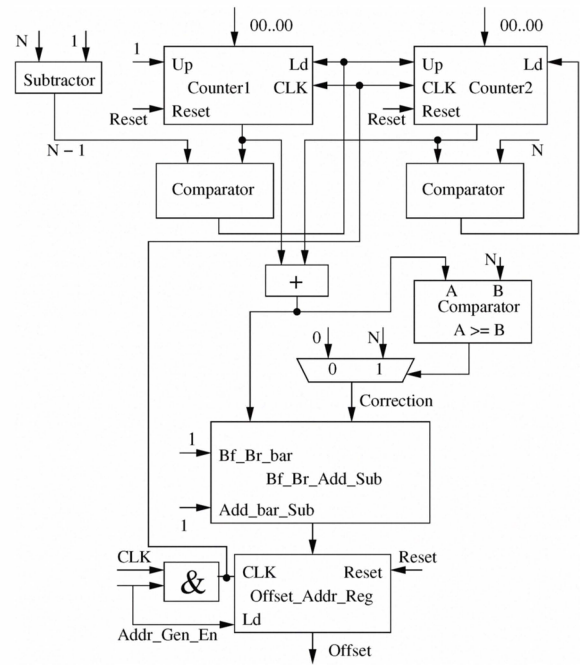 00..00
00..00
N
1
1
Up
Ld
Up
Ld
Subtractor
Counter1
CLK
CLK
Counter2
Reset
Reset
Reset
Reset
N − 1
N
Comparator
Comparator
+
N
A
B
Comparator
A >= B
0
N
0
1
Correction
1
Bf_Br_bar
Bf_Br_Add_Sub
Add_bar_Sub
1
CLK
&
CLK
Reset
Reset
Offset_Addr_Reg
Ld
Addr_Gen_En
Offset